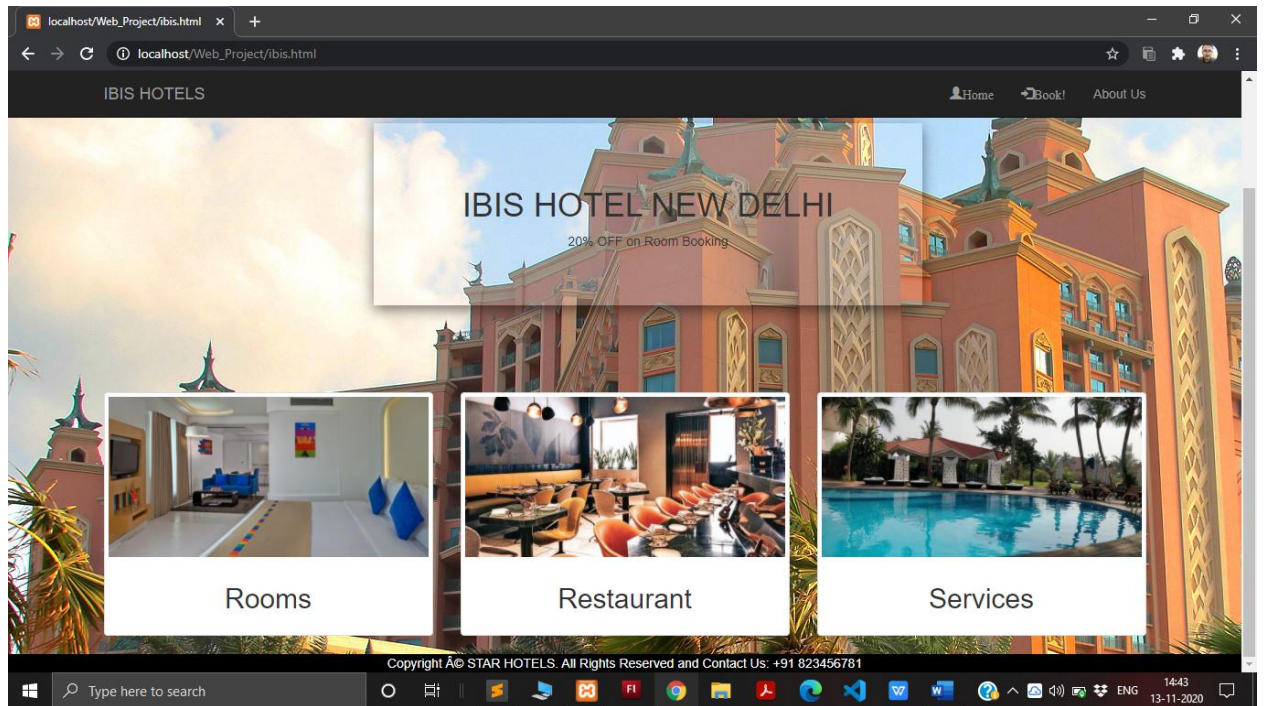 localhost/Web_Project/ibis.html
localhost/Web_Project/ibis.html
IBIS HOTELS
Home
Book!
About Us
IBIS HOTEL NEW DELHI
20% OFF on Room Booking
Rooms
Restaurant
Services
Copyright Â© STAR HOTELS. All Rights Reserved and Contact Us: +91 823456781
Type here to search
Fl
W
W
ENG
14:43
13-11-2020